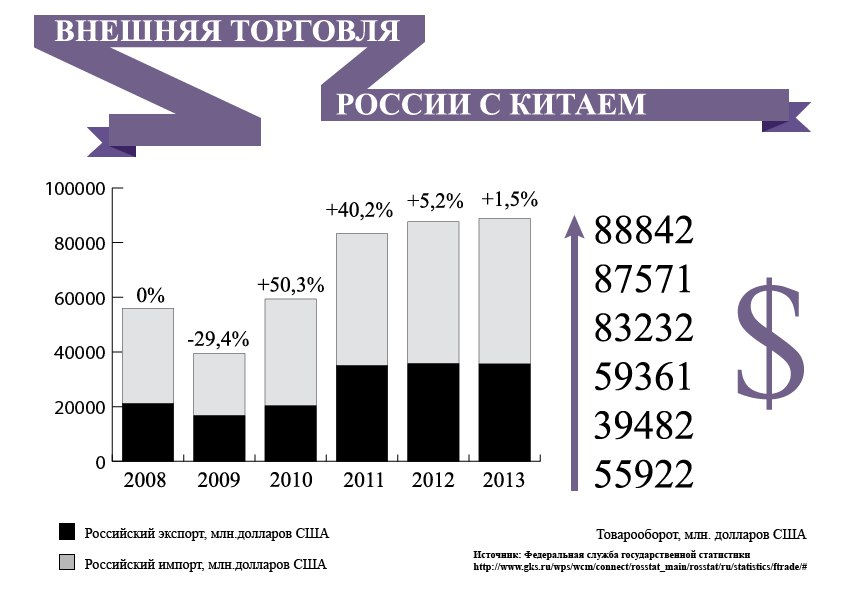 ВНЕШНЯЯ ТОРГОВЛЯ
РОССИИ С КИТАЕМ
100000
80000
60000
40000
20000
0
0%
-29,4%
+50,3%
+40,2%
+5,2%
+1,5%
2008 2009 2010 2011 2012 2013
88842
87571
83232
59361
39482
55922
$
Российский экспорт, млн.долларов США
Российский импорт, млн.долларов США
Товарооборот, млн. долларов США
Источник: Федеральная служба государственной статистики
http://www.gks.ru/wps/wcm/connect/rosstat_main/rosstat/ru/statistics/ftrade/#